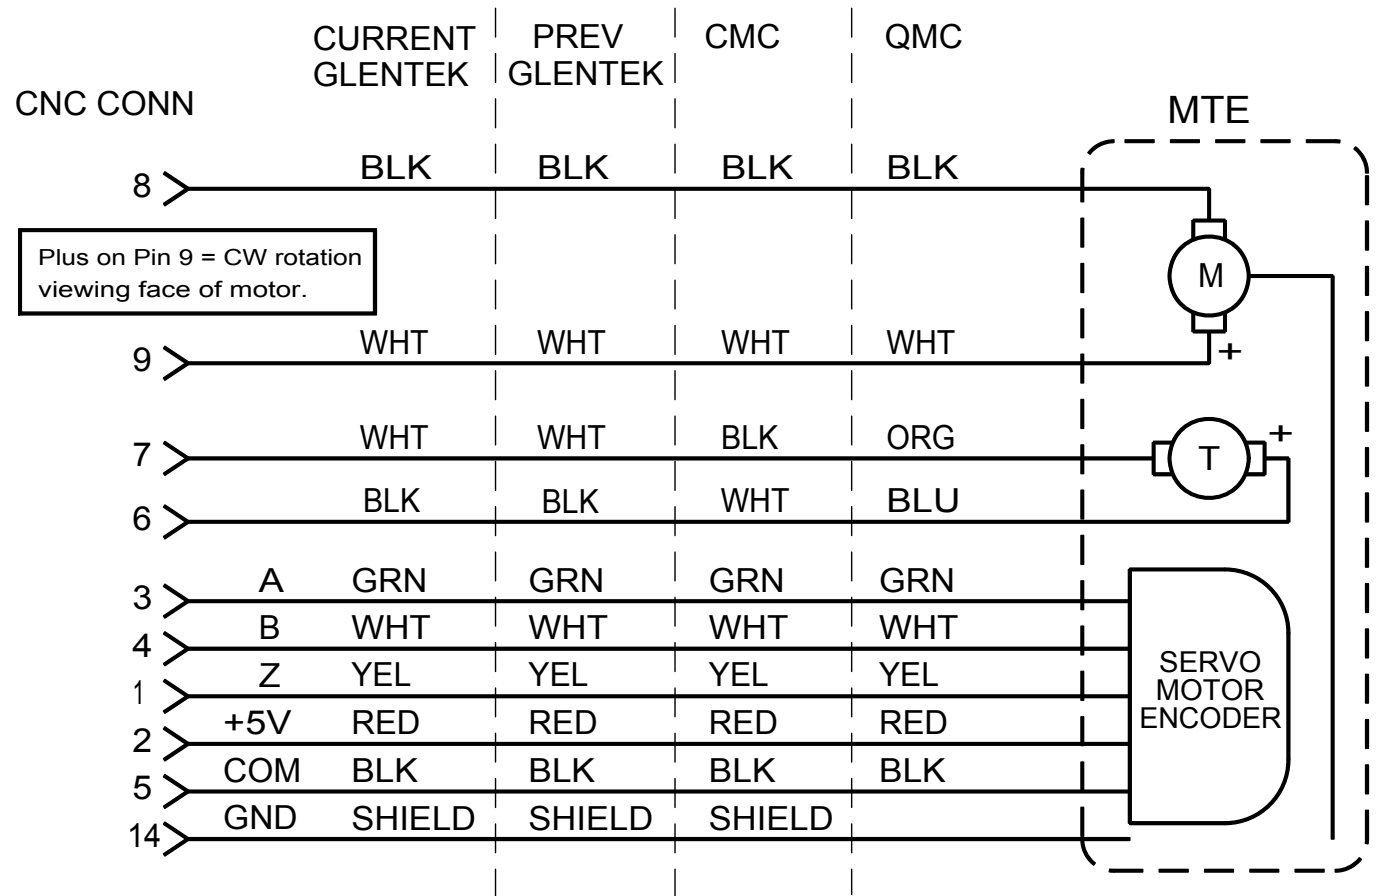 CURRENT PREV CMC QMC
GLENTEK GLENTEK
CNC CONN
MTE
8 BLK BLK BLK BLK
Plus on Pin 9 = CW rotation
viewing face of motor.
M
9 WHT WHT WHT WHT
+
7 WHT WHT BLK ORG
T +
6 BLK BLK WHT BLU
3 A GRN GRN GRN GRN
4 B WHT WHT WHT WHT
1 Z YEL YEL YEL YEL
2 +5V RED RED RED RED
5 COM BLK BLK BLK BLK
14 GND SHIELD SHIELD SHIELD
SERVO
MOTOR
ENCODER